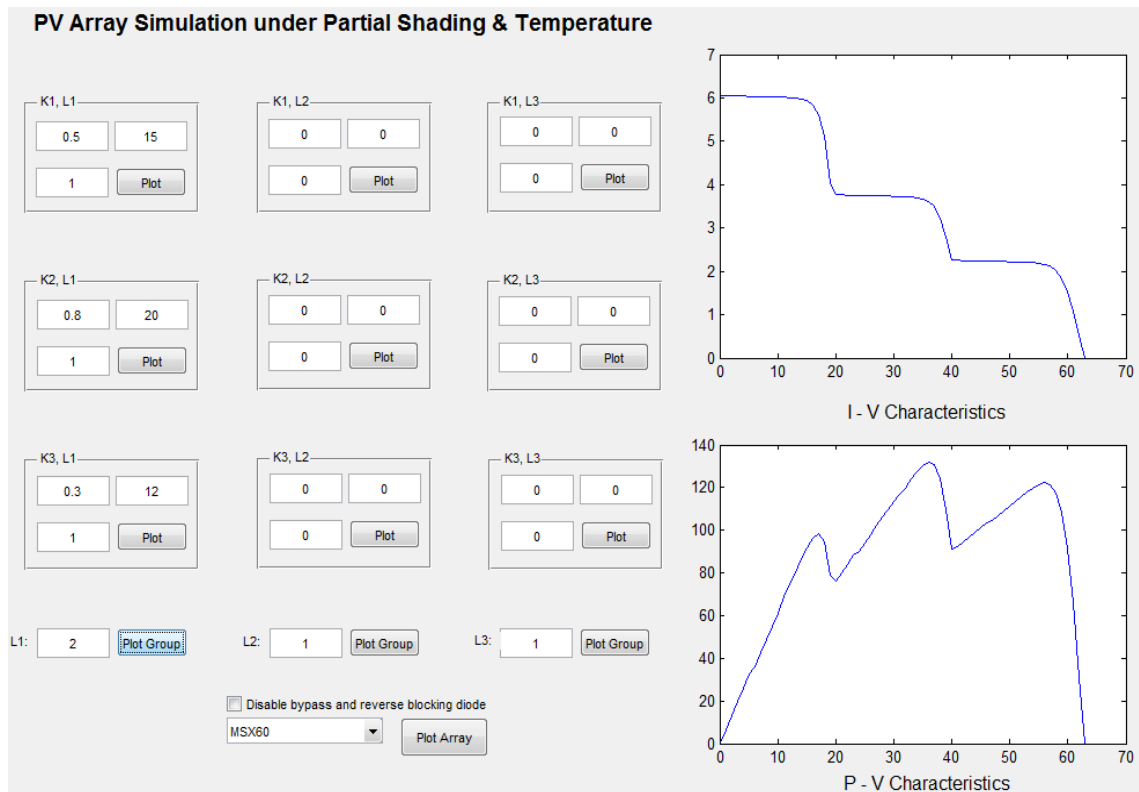 PV Array Simulation under Partial Shading & Temperature
K1, L1
0.5 15
1 Plot
K1, L2
0 0
0 Plot
K1, L3
0 0
0 Plot
K2, L1
0.8 20
1 Plot
K2, L2
0 0
0 Plot
K2, L3
0 0
0 Plot
K3, L1
0.3 12
1 Plot
K3, L2
0 0
0 Plot
K3, L3
0 0
0 Plot
L1: 2 Plot Group
L2: 1 Plot Group
L3: 1 Plot Group
Disable bypass and reverse blocking diode
MSX60
Plot Array
7
6
5
4
3
2
1
0
0 10 20 30 40 50 60 70
I - V Characteristics
140
120
100
80
60
40
20
0
0 10 20 30 40 50 60 70
P - V Characteristics